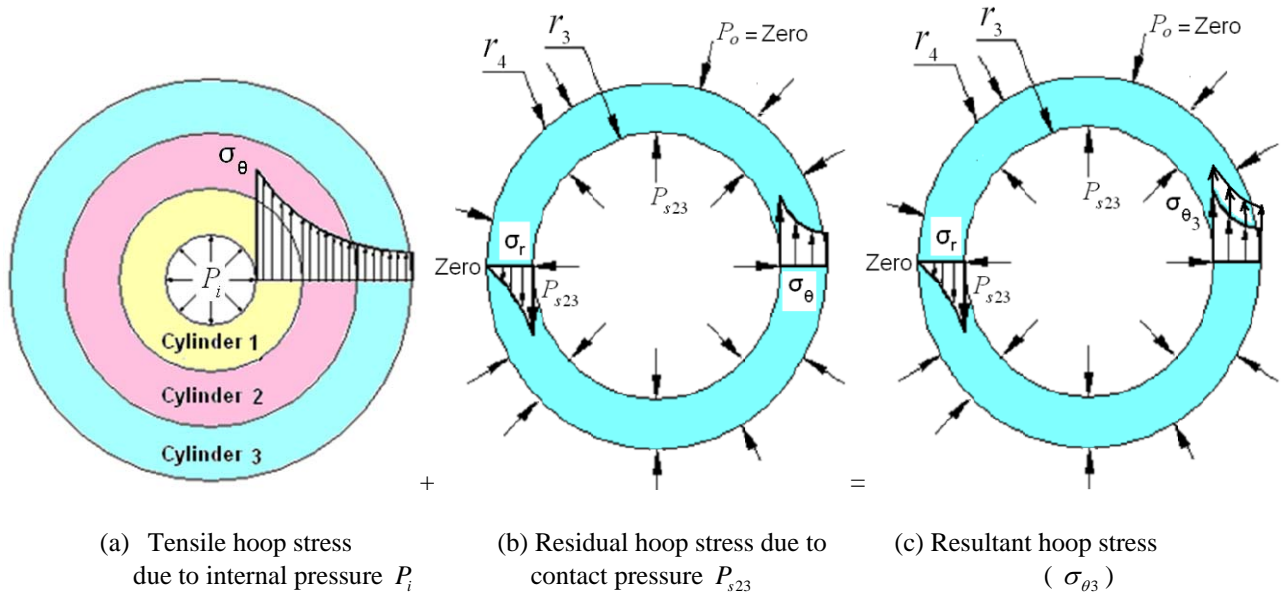 σθ
Pi
Cylinder 1
Cylinder 2
Cylinder 3
+
r4
r3
Po = Zero
Ps23
σr
Zero
Ps23
σθ
=
r4
r3
Po = Zero
Ps23
σθ3
σr
Zero
Ps23
(a) Tensile hoop stress
due to internal pressure Pi
(b) Residual hoop stress due to
contact pressure Ps23
(c) Resultant hoop stress
( σθ3 )